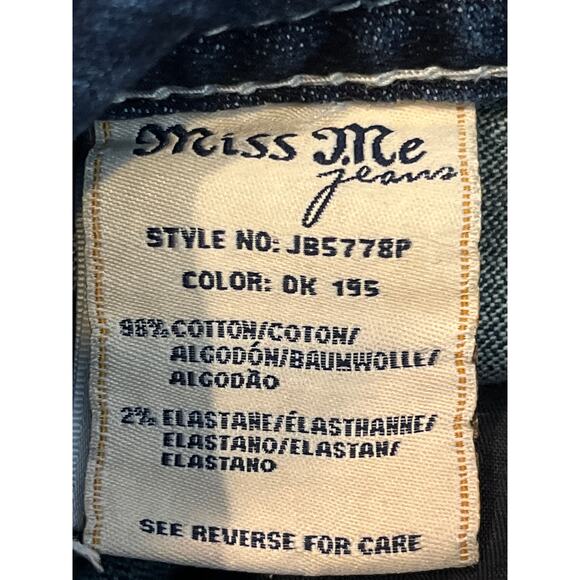 Miss Me
jeans
STYLE NO: JB5778P
COLOR: DK 195
98% COTTON/COTON/
ALGODÓN/BAUMWOLLE/
ALGODÃO
2% ELASTANE/ÉLASTHANNE/
ELASTANO/ELASTAN/
ELASTANO
SEE REVERSE FOR CARE